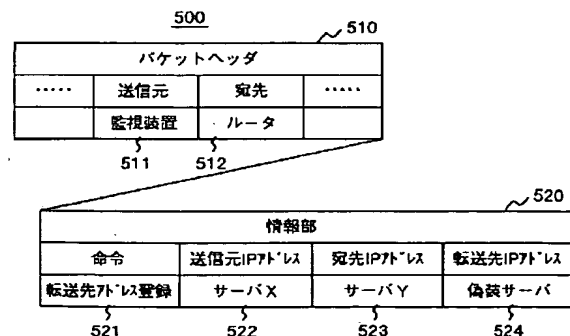 500
510
パケットヘッダ
..... 送信元 宛先 .....
監視装置 ルータ
511 512
520
情報部
命令 送信元IPアドレス 宛先IPアドレス 転送先IPアドレス
転送先アドレス登録 サーバX サーバY 偽装サーバ
521 522 523 524